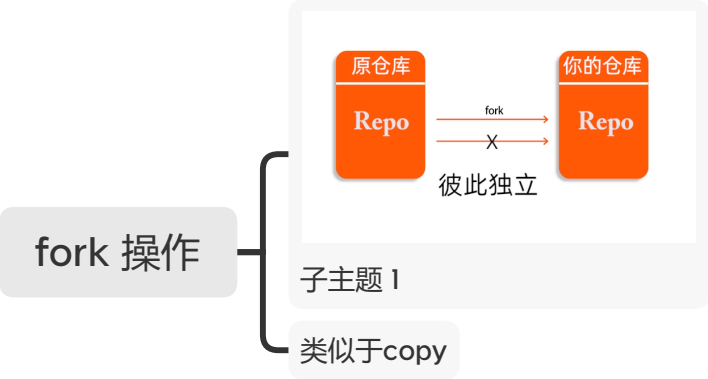 原仓库
你的仓库
Repo
fork
X
Repo
彼此独立
fork 操作
子主题 1
类似于copy